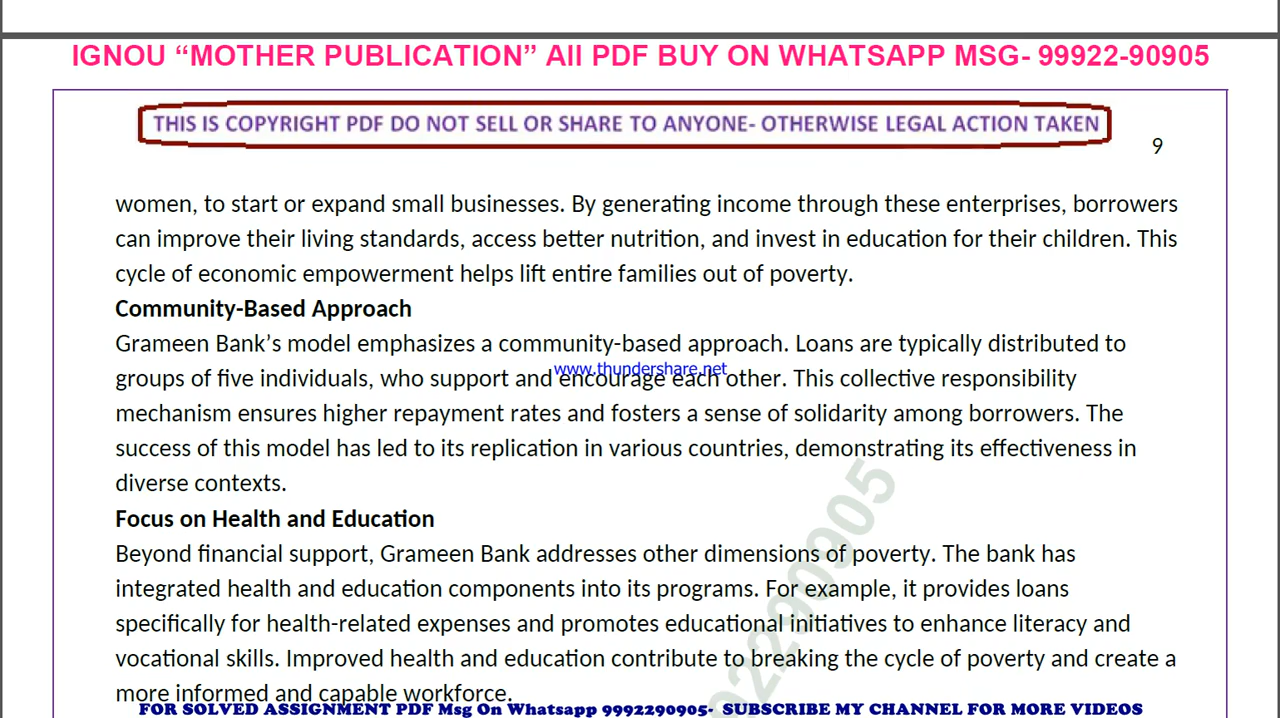 IGNOU “MOTHER PUBLICATION” All PDF BUY ON WHATSAPP MSG- 99922-90905
THIS IS COPYRIGHT PDF DO NOT SELL OR SHARE TO ANYONE- OTHERWISE LEGAL ACTION TAKEN
9
women, to start or expand small businesses. By generating income through these enterprises, borrowers
can improve their living standards, access better nutrition, and invest in education for their children. This
cycle of economic empowerment helps lift entire families out of poverty.
Community-Based Approach
Grameen Bank’s model emphasizes a community-based approach. Loans are typically distributed to
www.thundershare.net
groups of five individuals, who support and encourage each other. This collective responsibility
mechanism ensures higher repayment rates and fosters a sense of solidarity among borrowers. The
success of this model has led to its replication in various countries, demonstrating its effectiveness in
diverse contexts.
Focus on Health and Education
Beyond financial support, Grameen Bank addresses other dimensions of poverty. The bank has
integrated health and education components into its programs. For example, it provides loans
specifically for health-related expenses and promotes educational initiatives to enhance literacy and
vocational skills. Improved health and education contribute to breaking the cycle of poverty and create a
more informed and capable workforce.
92290905
FOR SOLVED ASSIGNMENT PDF Msg On Whatsapp 9992290905- SUBSCRIBE MY CHANNEL FOR MORE VIDEOS